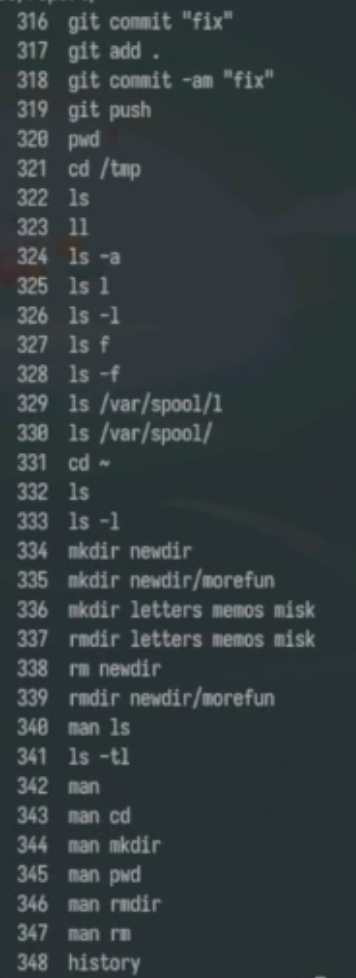 316 git commit "fix"
317 git add .
318 git commit -am "fix"
319 git push
320 pwd
321 cd /tmp
322 ls
323 ll
324 ls -a
325 ls l
326 ls -l
327 ls f
328 ls -f
329 ls /var/spool/l
330 ls /var/spool/
331 cd ~
332 ls
333 ls -l
334 mkdir newdir
335 mkdir newdir/morefun
336 mkdir letters memos misk
337 rmdir letters memos misk
338 rm newdir
339 rmdir newdir/morefun
340 man ls
341 ls -tl
342 man
343 man cd
344 man mkdir
345 man pwd
346 man rmdir
347 man rm
348 history